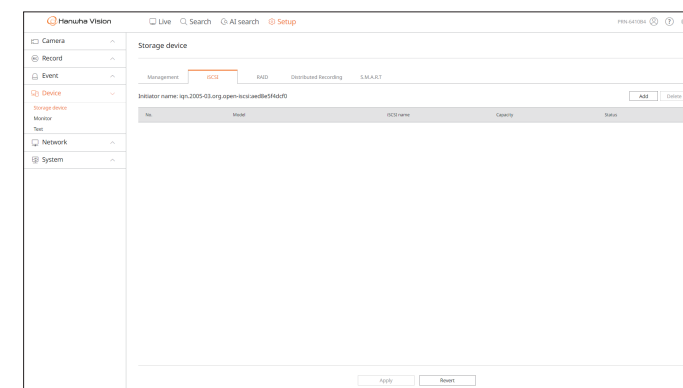 Hanwha Vision
Live Search AI search Setup
Camera
Record
Event
Device
Storage device
Monitor
Text
Network
System
Storage device
Management iSCSI RAID Distributed Recording S.M.A.R.T
Initiator name: iqn.2005-03.org.open-iscsi:aed8e5f4dcf0
Add Delete
No. Model ISCSI name Capacity Status
Apply Revert